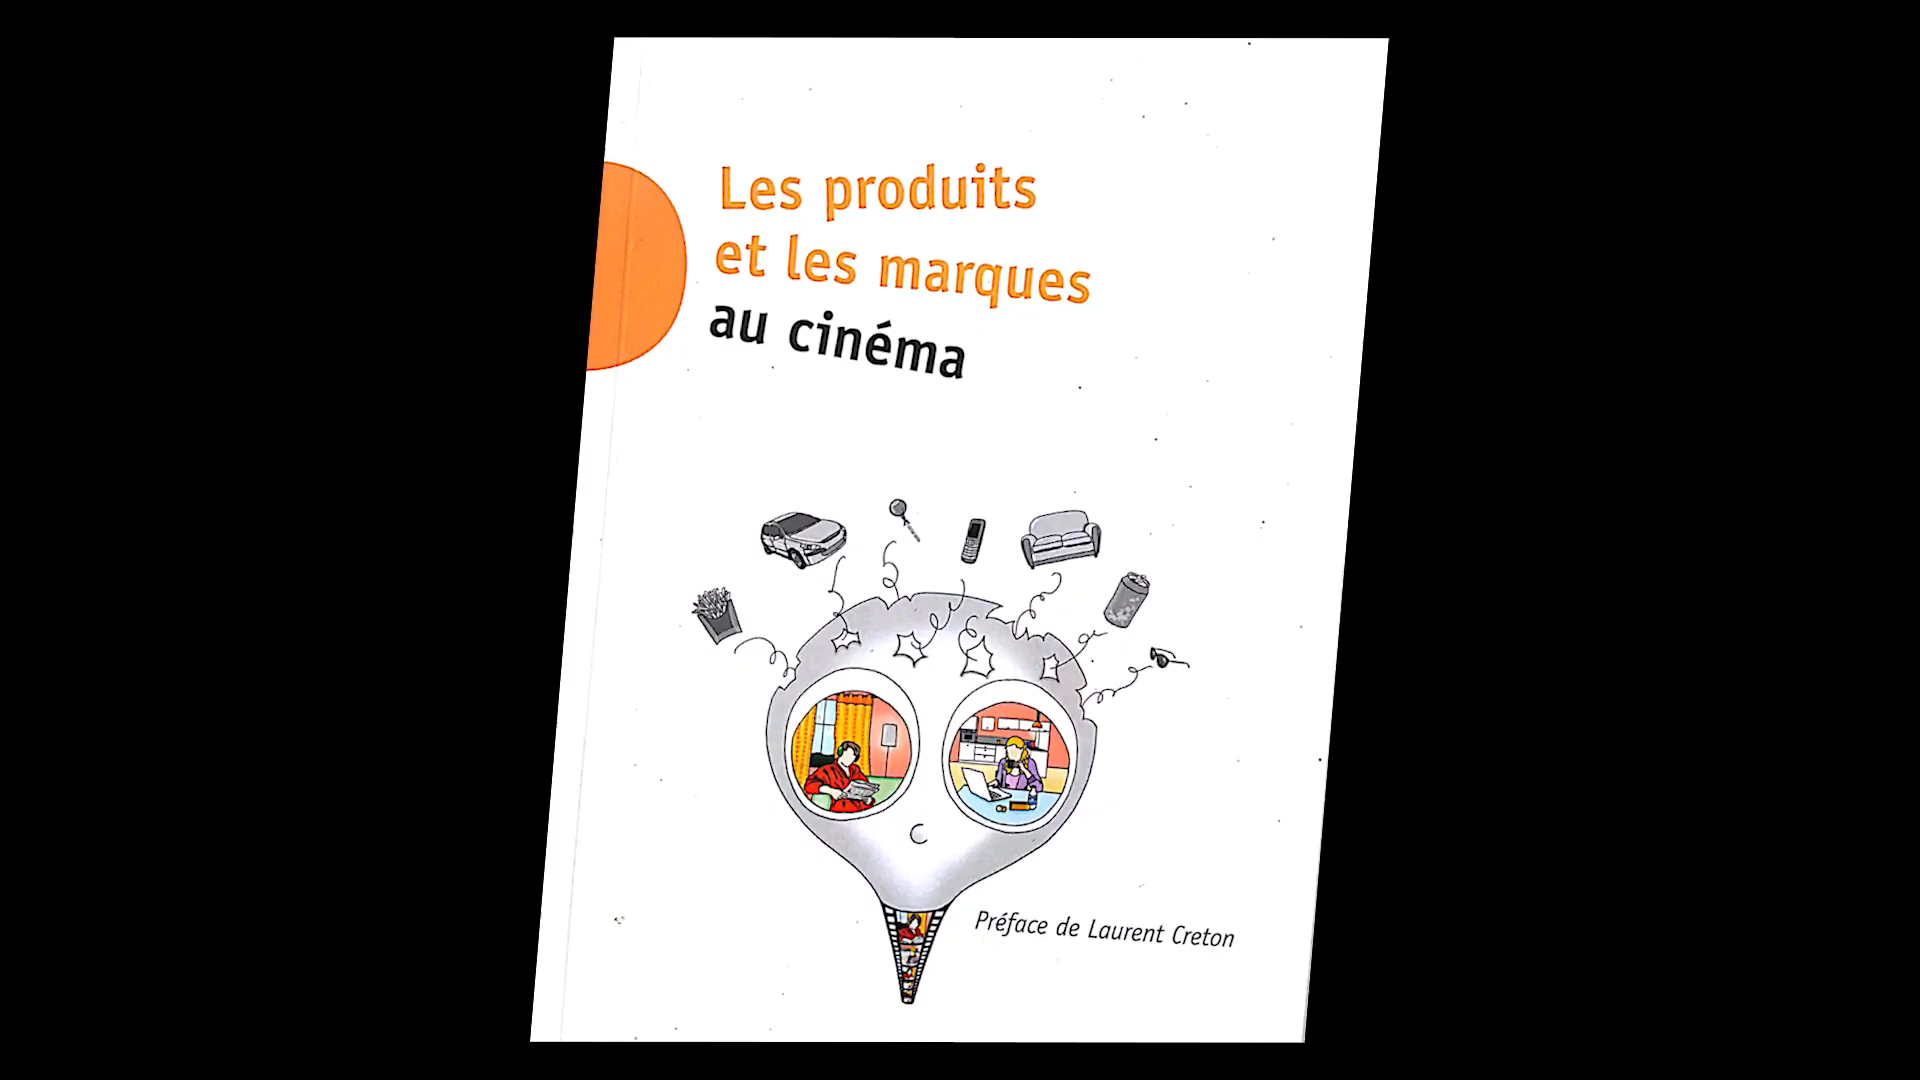 Les produits
et les marques
au cinéma
Préface de Laurent Creton